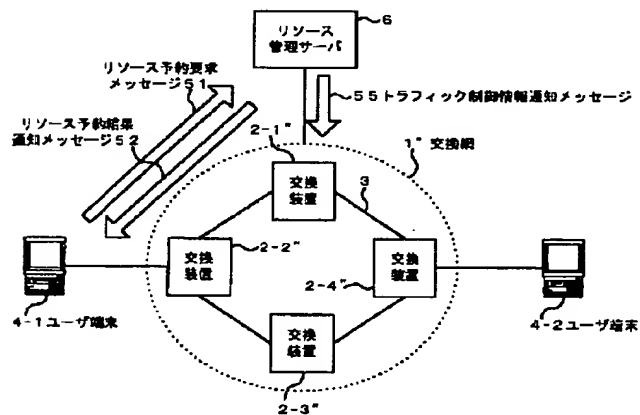 6
リソース
管理サーバ
リソース予約要求
メッセージ51
リソース予約結果
通知メッセージ52
55トラフィック制御情報通知メッセージ
2-1"
1"交換網
交換
装置
3
交換
装置
2-2"
交換
装置
2-4"
4-1ユーザ端末
4-2ユーザ端末
交換
装置
2-3"